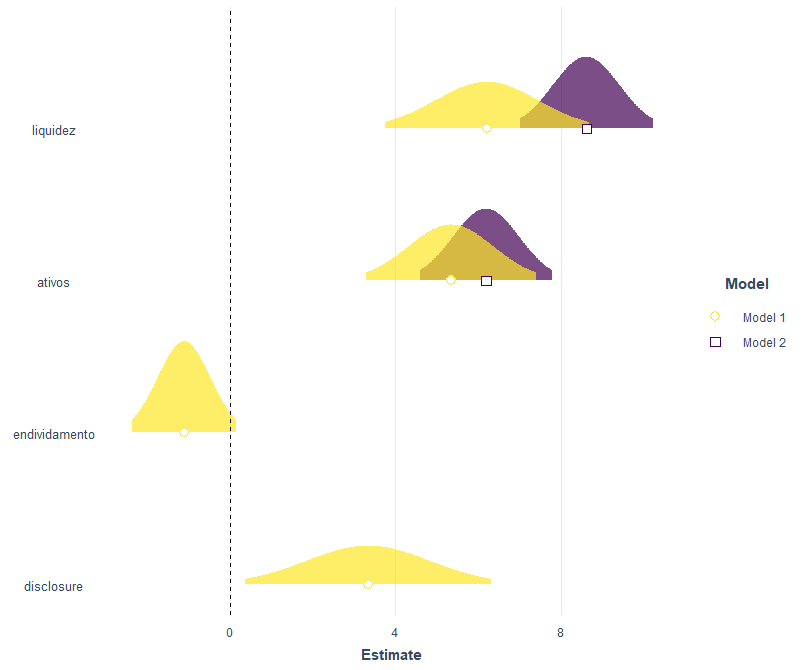 liquidez
ativos
endividamento
disclosure
0 4 8
Estimate
Model
Model 1
Model 2